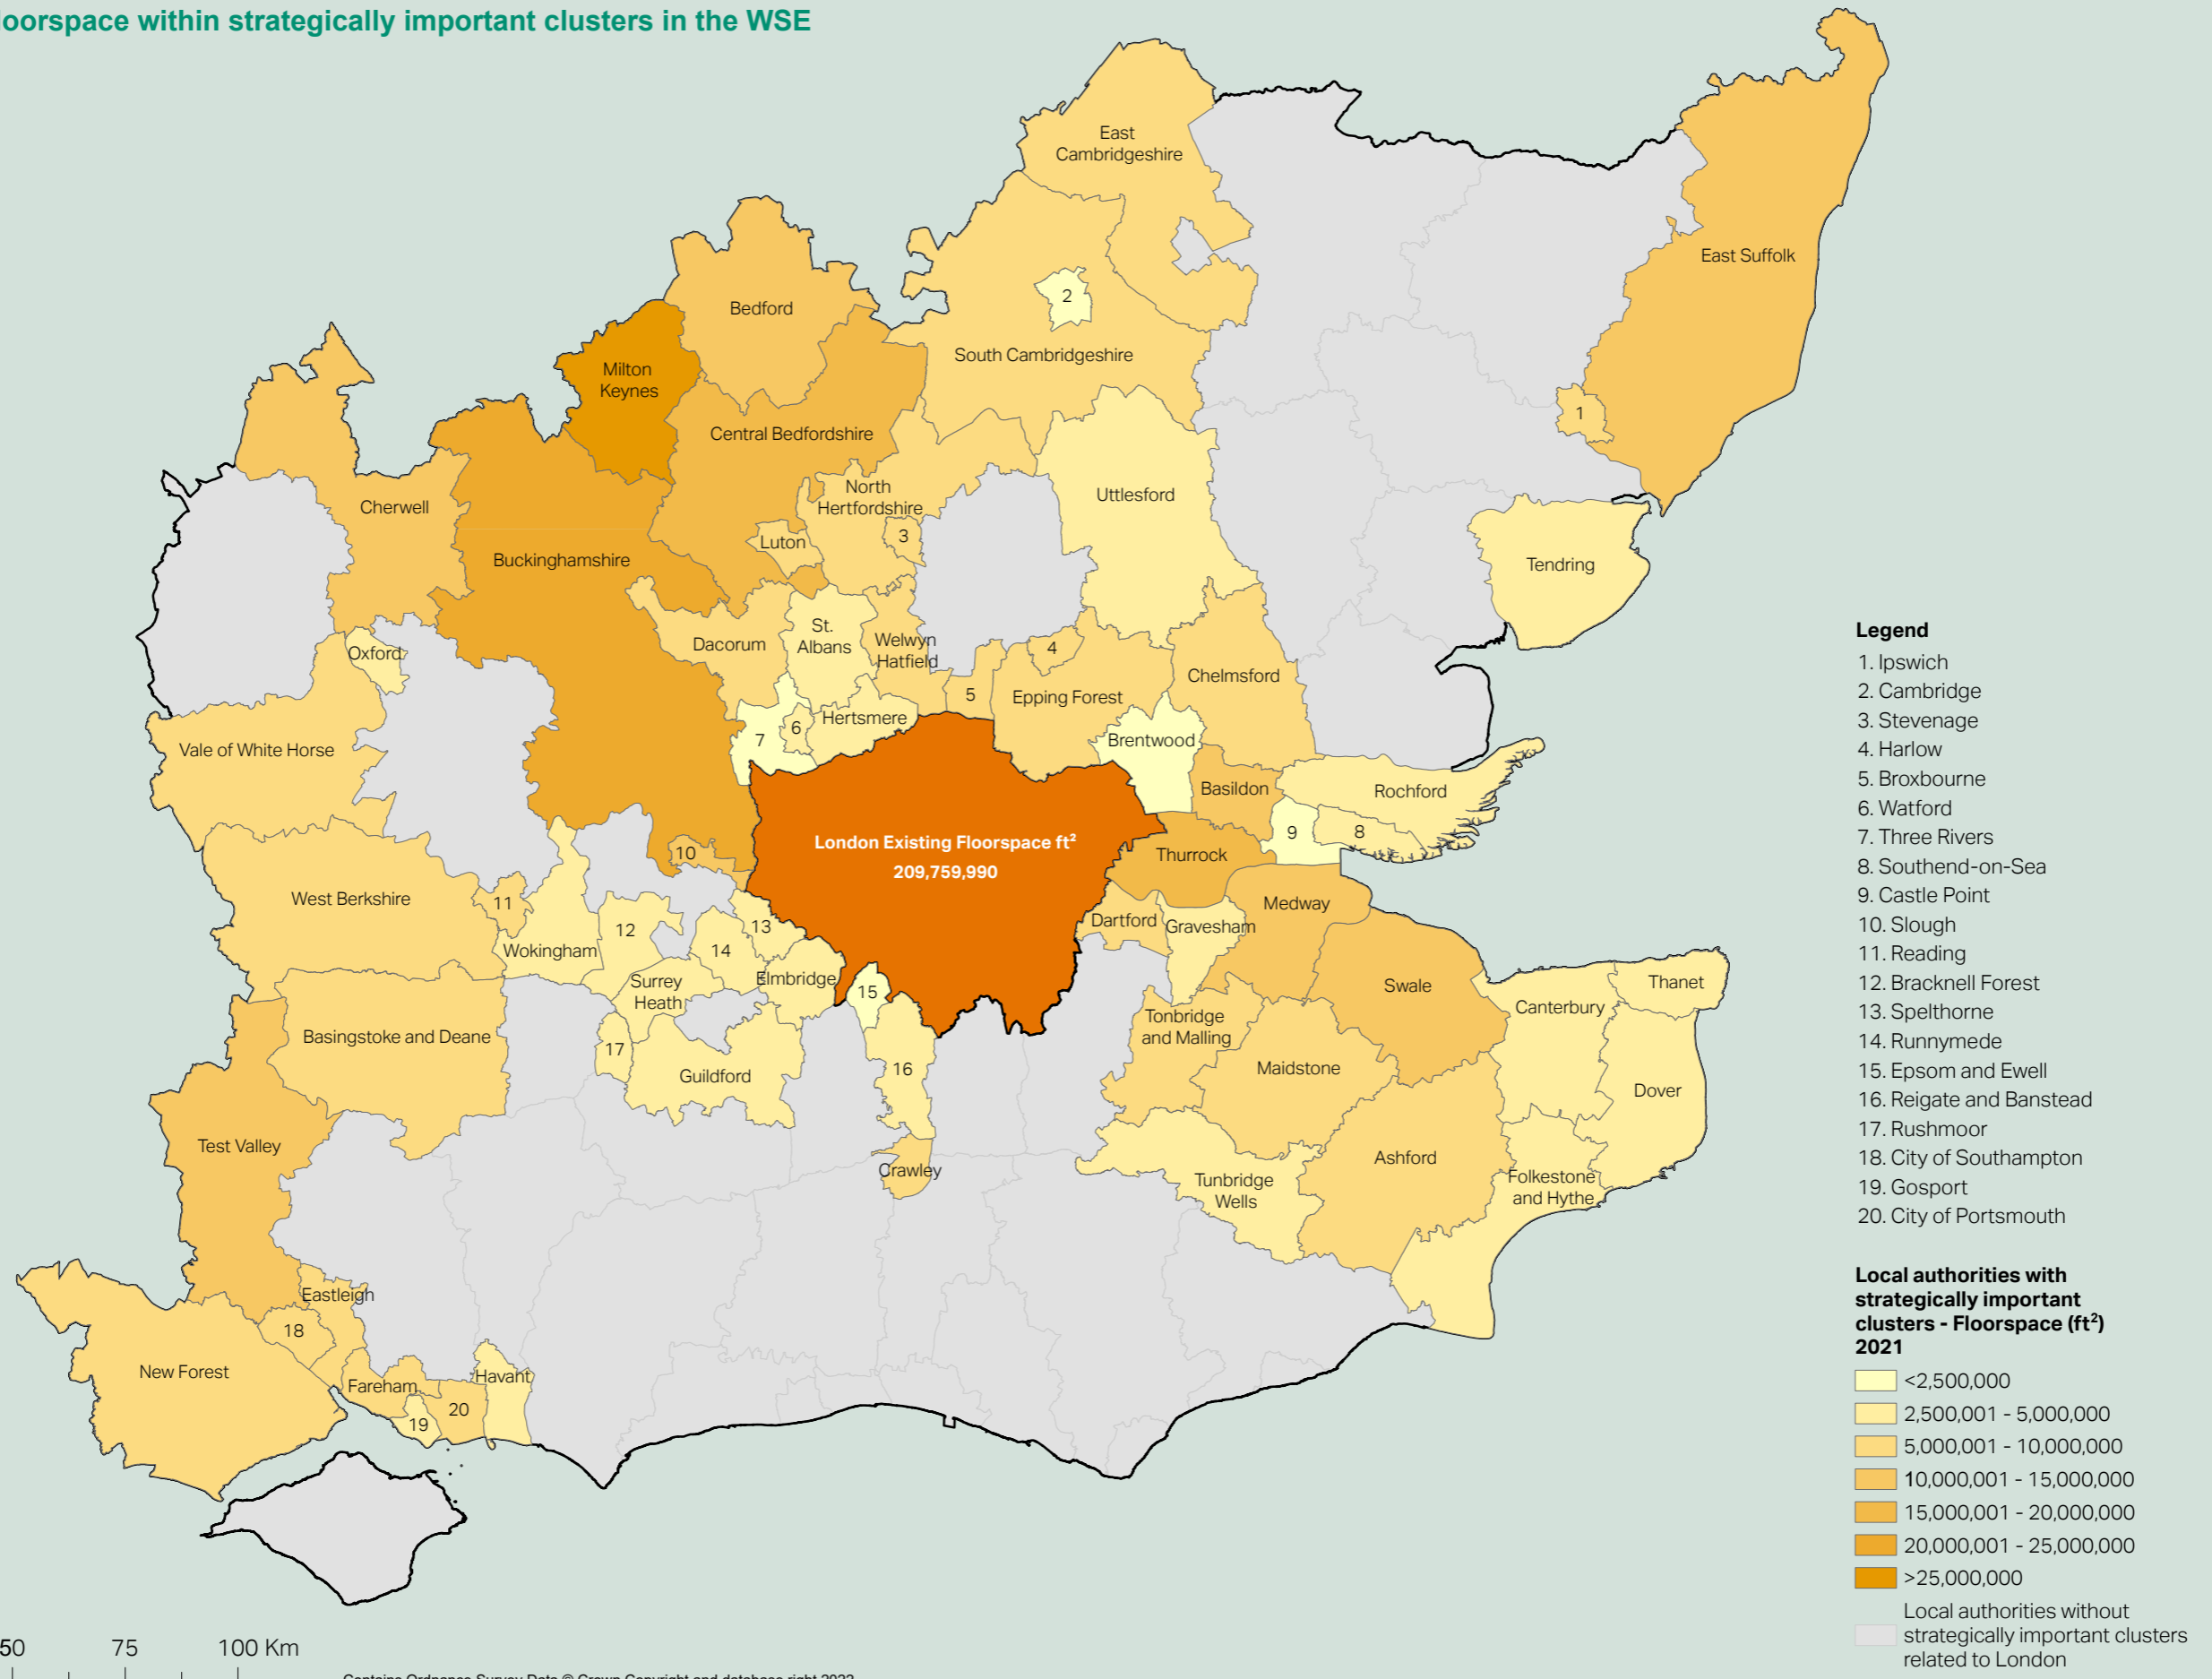 loorspace within strategically important clusters in the WSE
East
Cambridgeshire
East Suffolk
2
Bedford
South Cambridgeshire
Milton
Keynes
1
Central Bedfordshire
North
Hertfordshire
Uttlesford
Cherwell
3
Luton
Buckinghamshire
Tendring
St.
Albans
Dacorum
Welwyn
Hatfield
4
Oxford
Chelmsford
5
Epping Forest
Hertsmere
6
7
Brentwood
Vale of White Horse
Basildon
Rochford
9
8
London Existing Floorspace ft²
209,759,990
10
Thurrock
West Berkshire
11
Medway
Dartford
Gravesham
13
12
14
Wokingham
Elmbridge
Surrey
Heath
15
Swale
Thanet
Canterbury
Tonbridge
and Malling
Basingstoke and Deane
17
16
Guildford
Maidstone
Dover
Test Valley
Crawley
Ashford
Tunbridge
Wells
Folkestone
and Hythe
Eastleigh
18
New Forest
Havant
Fareham
20
19
Legend
1. Ipswich
2. Cambridge
3. Stevenage
4. Harlow
5. Broxbourne
6. Watford
7. Three Rivers
8. Southend-on-Sea
9. Castle Point
10. Slough
11. Reading
12. Bracknell Forest
13. Spelthorne
14. Runnymede
15. Epsom and Ewell
16. Reigate and Banstead
17. Rushmoor
18. City of Southampton
19. Gosport
20. City of Portsmouth
Local authorities with
strategically important
clusters - Floorspace (ft²)
2021
<2,500,000
2,500,001 - 5,000,000
5,000,001 - 10,000,000
10,000,001 - 15,000,000
15,000,001 - 20,000,000
20,000,001 - 25,000,000
>25,000,000
Local authorities without
strategically important clusters
related to London
50 75 100 Km
Contains Ordnance Survey Data © Crown Copyright and database right 2022